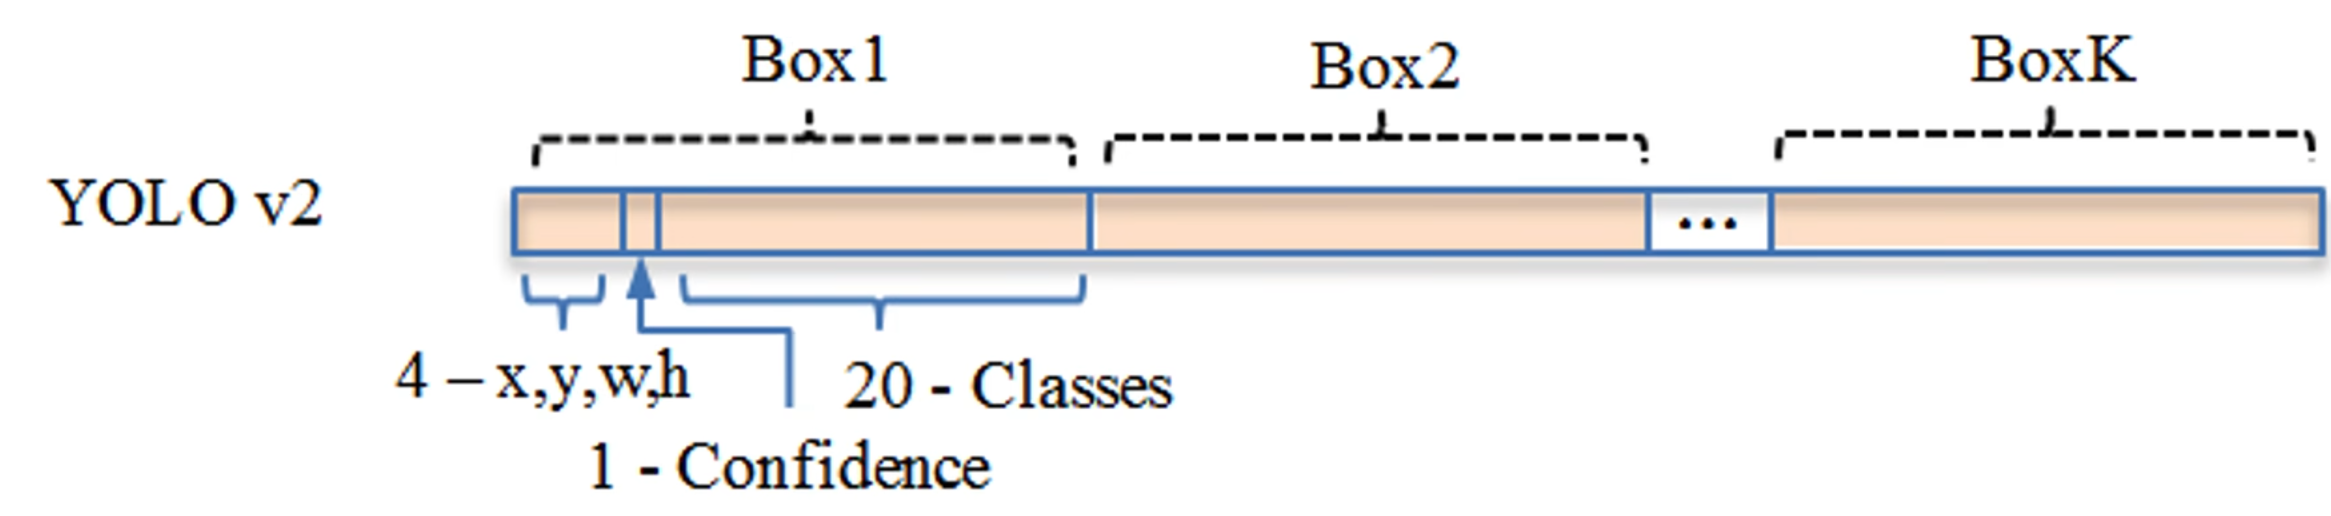 Box1
Box2
BoxK
YOLO v2
...
4 – x,y,w,h
20 - Classes
1 - Confidence